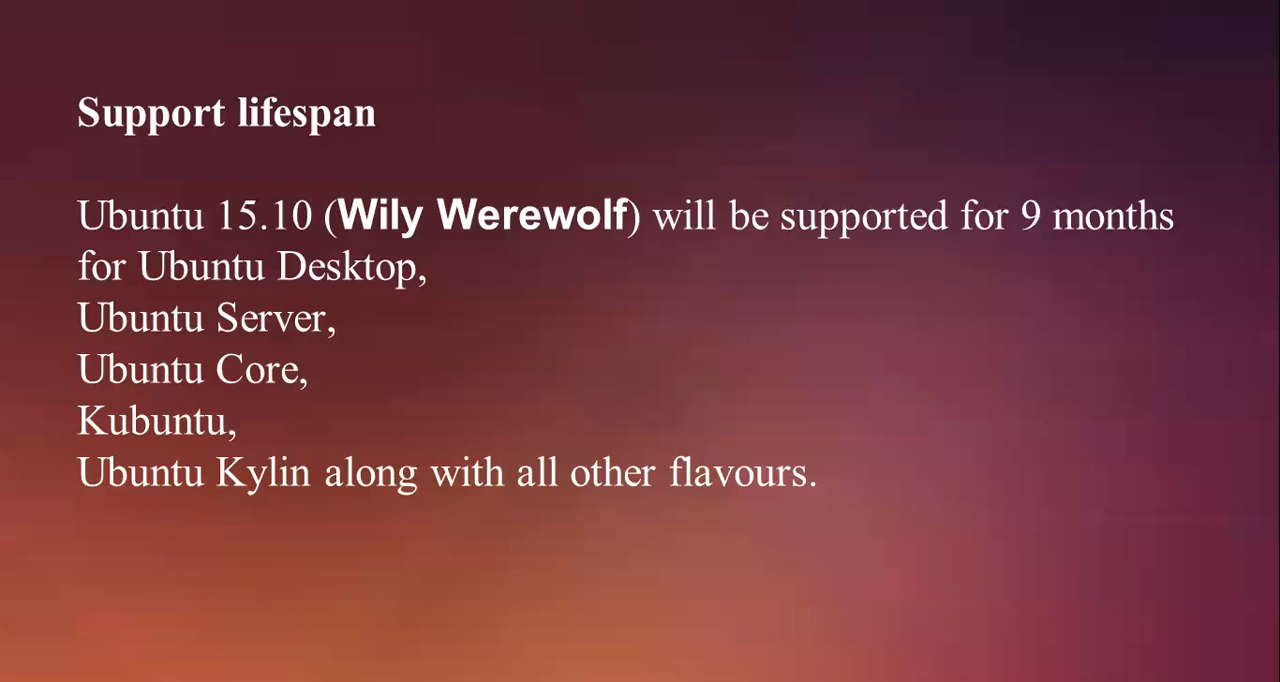 Support lifespan
Ubuntu 15.10 (Wily Werewolf) will be supported for 9 months
for Ubuntu Desktop,
Ubuntu Server,
Ubuntu Core,
Kubuntu,
Ubuntu Kylin along with all other flavours.